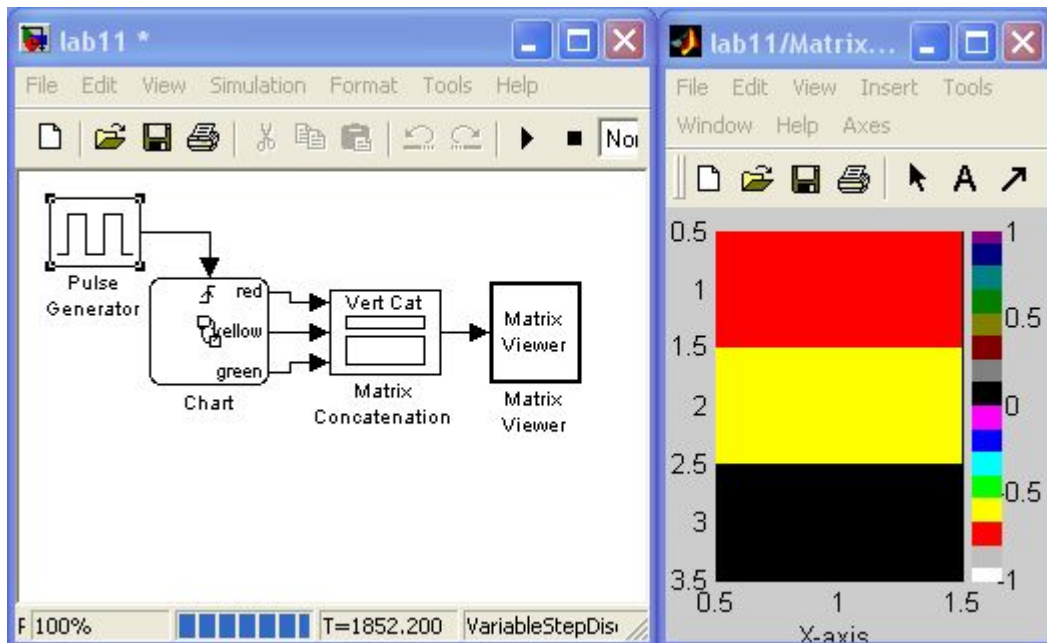 lab11 *
File Edit View Simulation Format Tools Help
Nor
Pulse
Generator
red
yellow
green
Chart
Vert Cat
Matrix
Concatenation
Matrix
Viewer
Matrix
Viewer
F 100% T=1852.200 VariableStepDis
lab11/Matrix...
File Edit View Insert Tools
Window Help Axes
A
0.5
1
1.5
2
2.5
3
3.5
0.5 1 1.5
X-axis
1
0.5
0
-0.5
-1